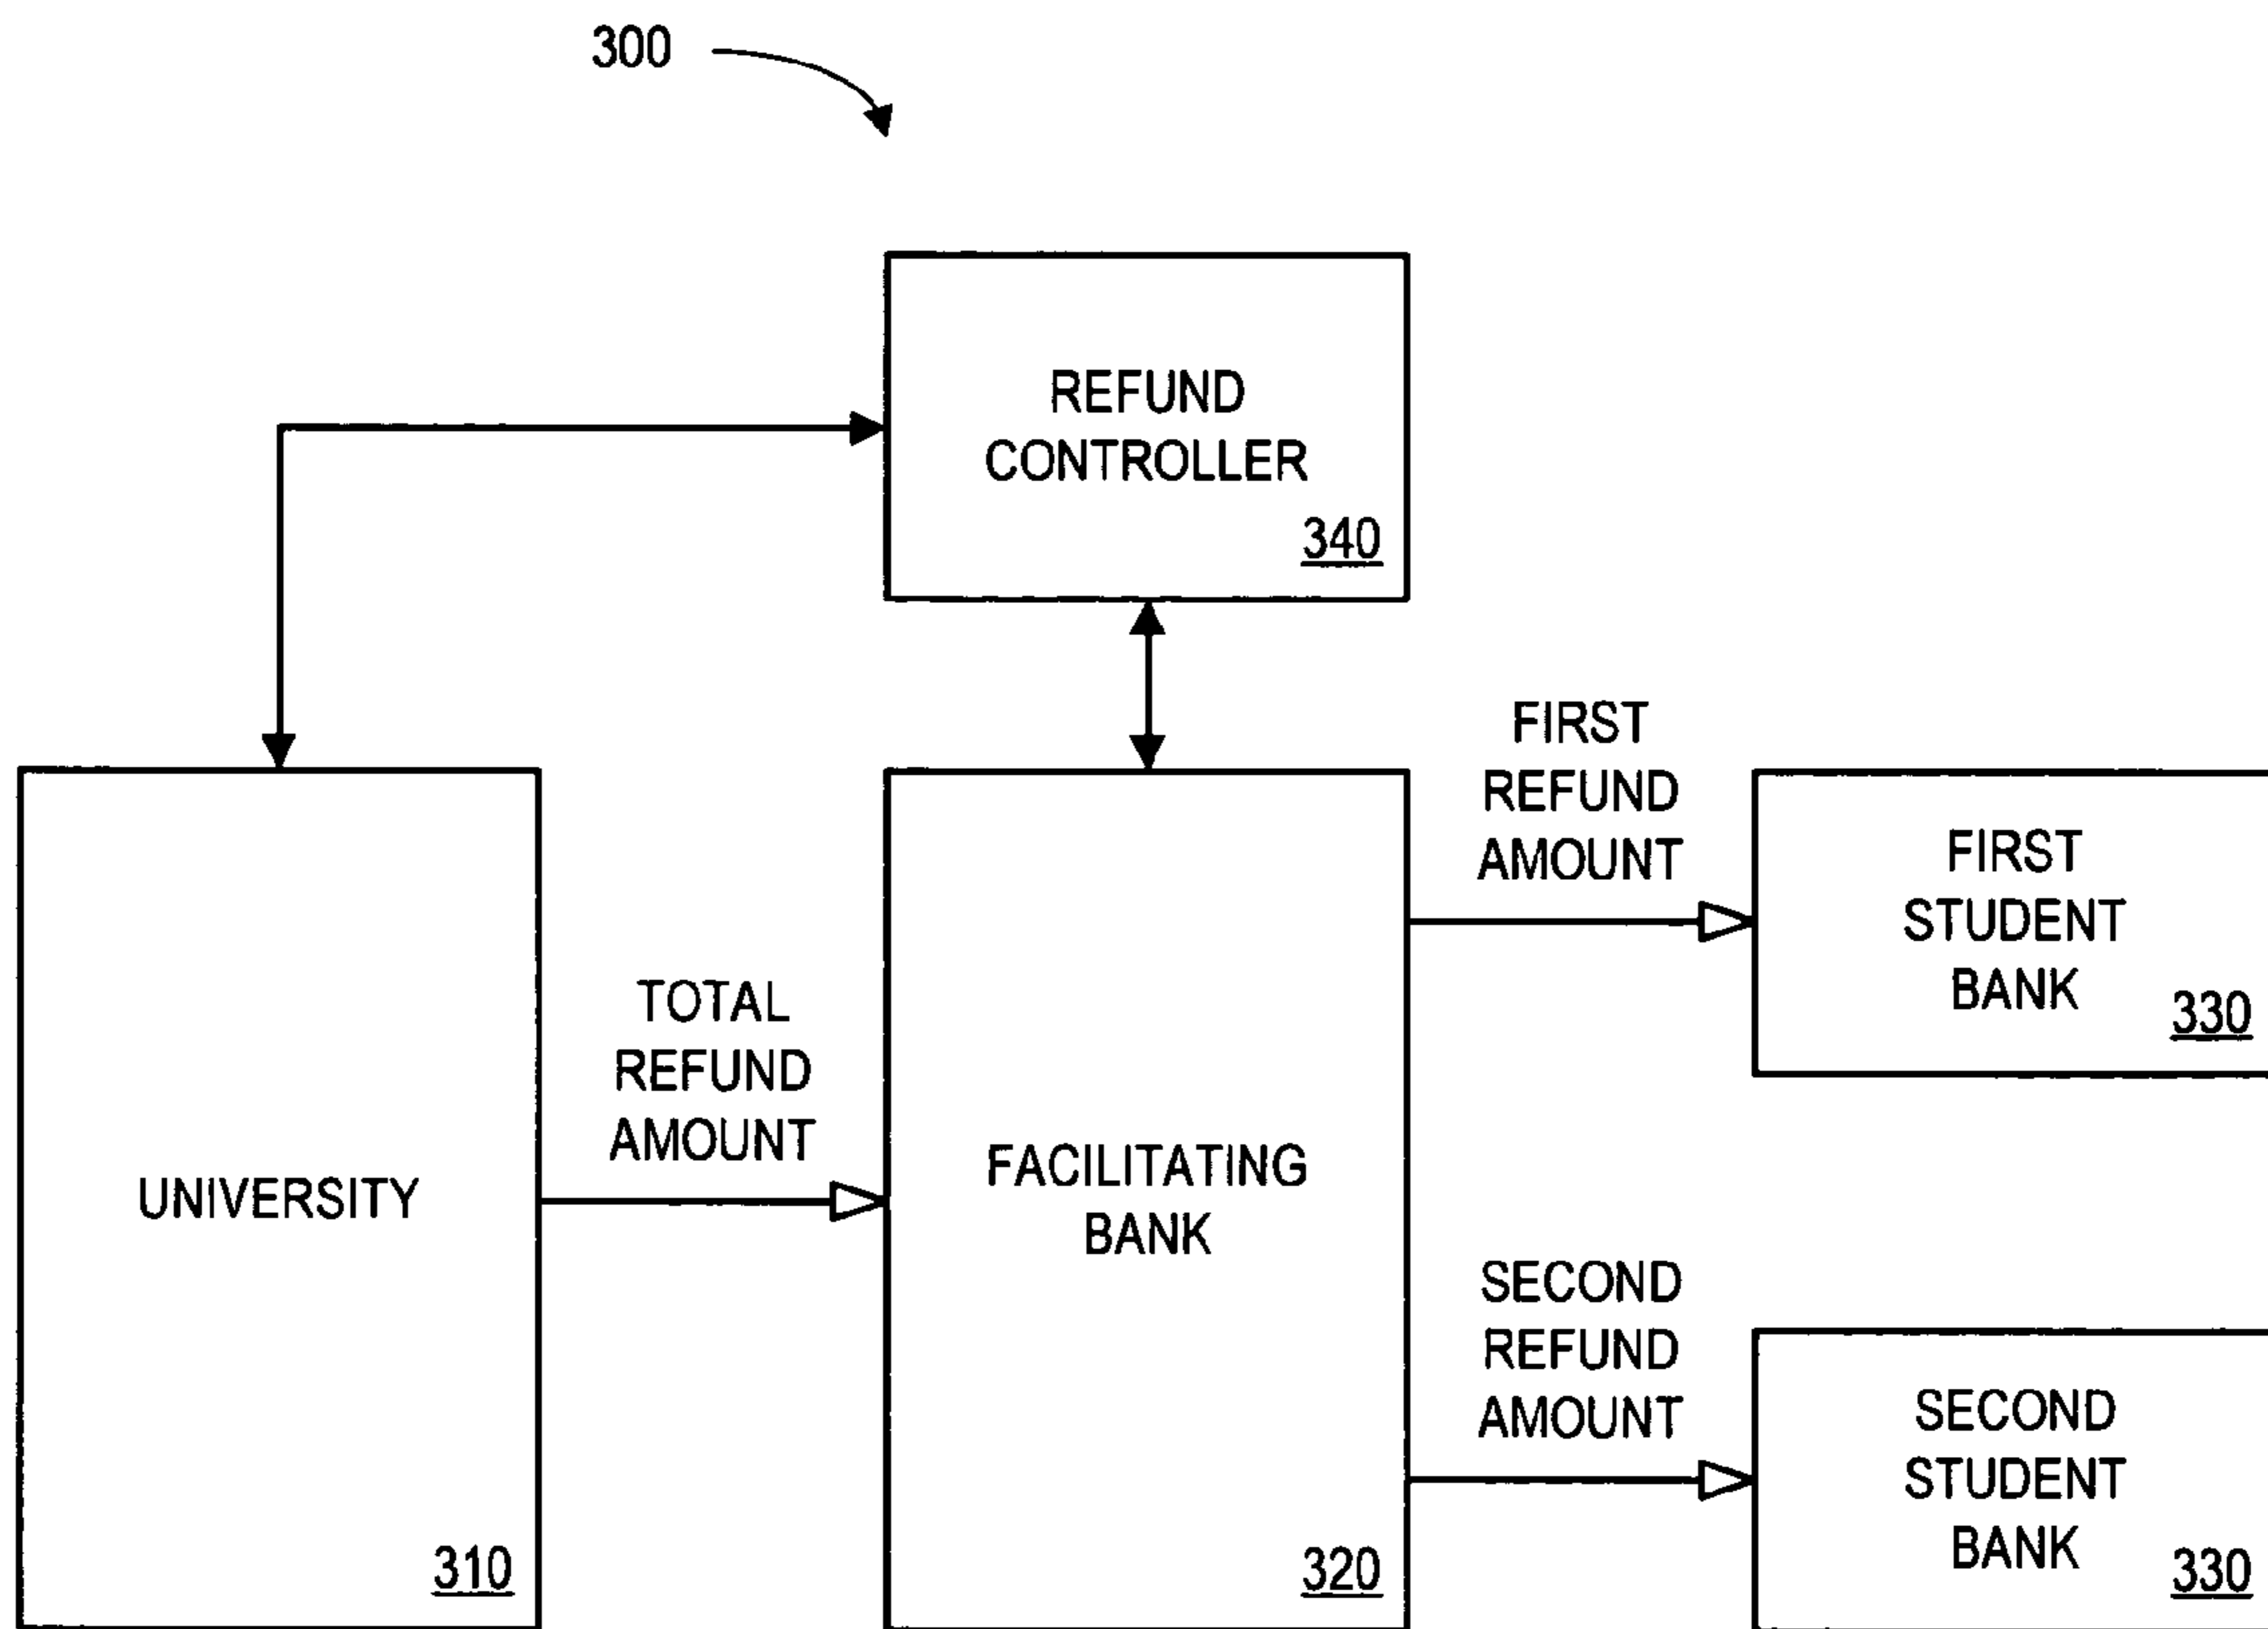 300
REFUND
CONTROLLER
340
UNIVERSITY
310
TOTAL
REFUND
AMOUNT
FACILITATING
BANK
320
FIRST
REFUND
AMOUNT
FIRST
STUDENT
BANK
330
SECOND
REFUND
AMOUNT
SECOND
STUDENT
BANK
330